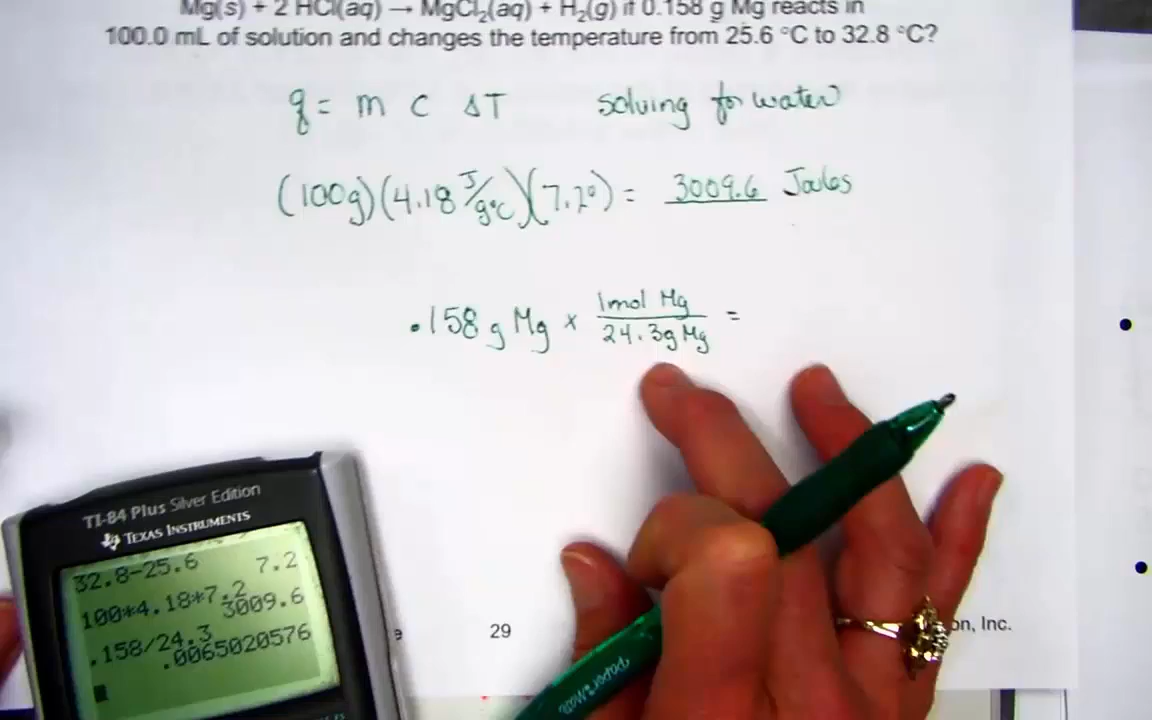 Mg(s) + 2 HCl(aq) → MgCl₂(aq) + H₂(g) if 0.158 g Mg reacts in
100.0 mL of solution and changes the temperature from 25.6 °C to 32.8 °C?
q = m c ΔT solving for water
(100g)(4.18 J/g°C)(7.2°) = 3009.6 Joules
.158 g Mg x 1mol Mg / 24.3g Mg =
TI-84 Plus Silver Edition
TEXAS INSTRUMENTS
32.8-25.6
7.2
100*4.18*7.2
3009.6
.158/24.3
.0065020576
29
on, Inc.